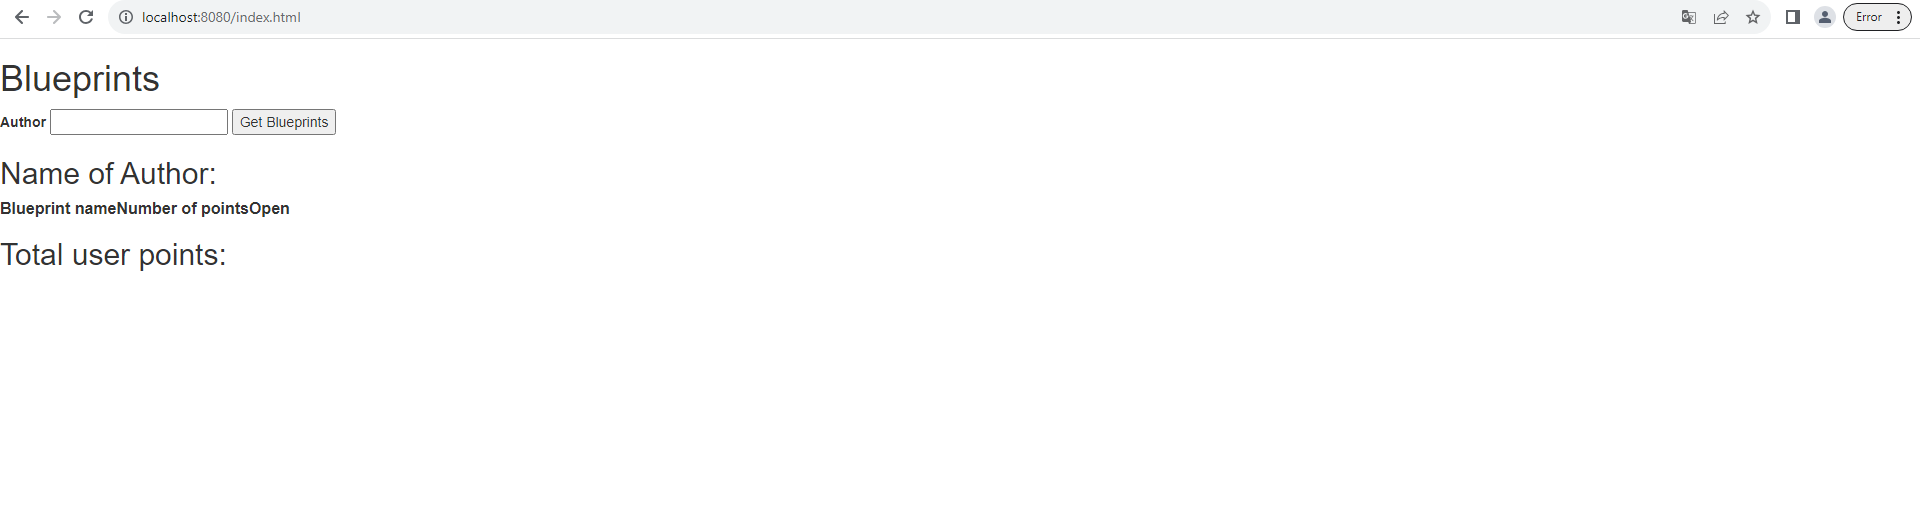 localhost:8080/index.html Error
Blueprints
Author Get Blueprints
Name of Author:
Blueprint nameNumber of pointsOpen
Total user points: